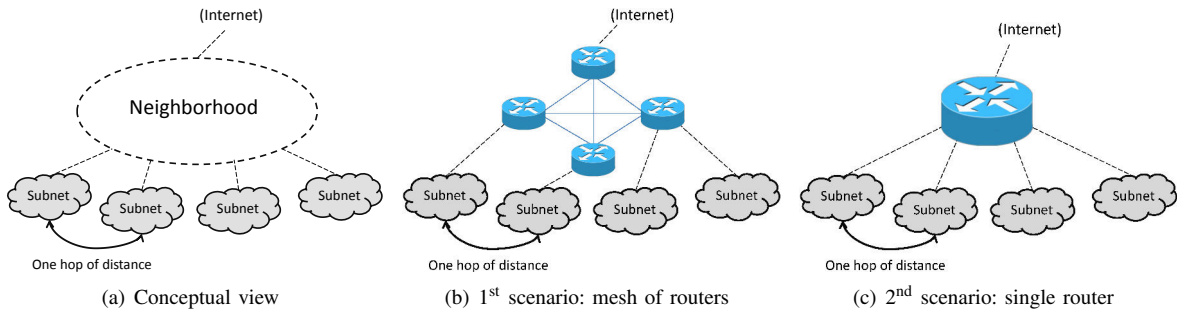 (Internet)
Neighborhood
Subnet
Subnet
Subnet
Subnet
One hop of distance
(a) Conceptual view
(Internet)
Subnet
Subnet
Subnet
Subnet
One hop of distance
(b) 1st scenario: mesh of routers
(Internet)
Subnet
Subnet
Subnet
Subnet
One hop of distance
(c) 2nd scenario: single router